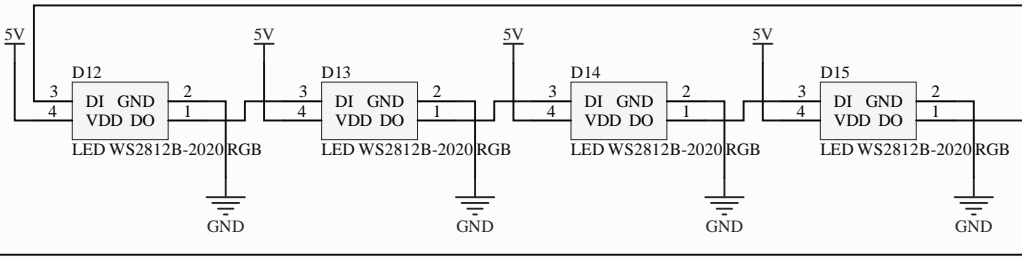 5V 5V 5V 5V
D12 D13 D14 D15
3 DI GND 2 3 DI GND 2 3 DI GND 2 3 DI GND 2
4 VDD DO 1 4 VDD DO 1 4 VDD DO 1 4 VDD DO 1
LED WS2812B-2020 RGB LED WS2812B-2020 RGB LED WS2812B-2020 RGB LED WS2812B-2020 RGB
GND GND GND GND